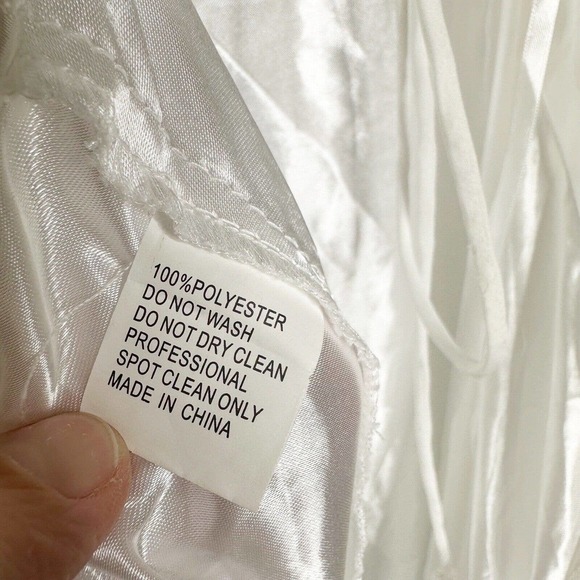 100%POLYESTER
DO NOT WASH
DO NOT DRY CLEAN
PROFESSIONAL
SPOT CLEAN ONLY
MADE IN CHINA